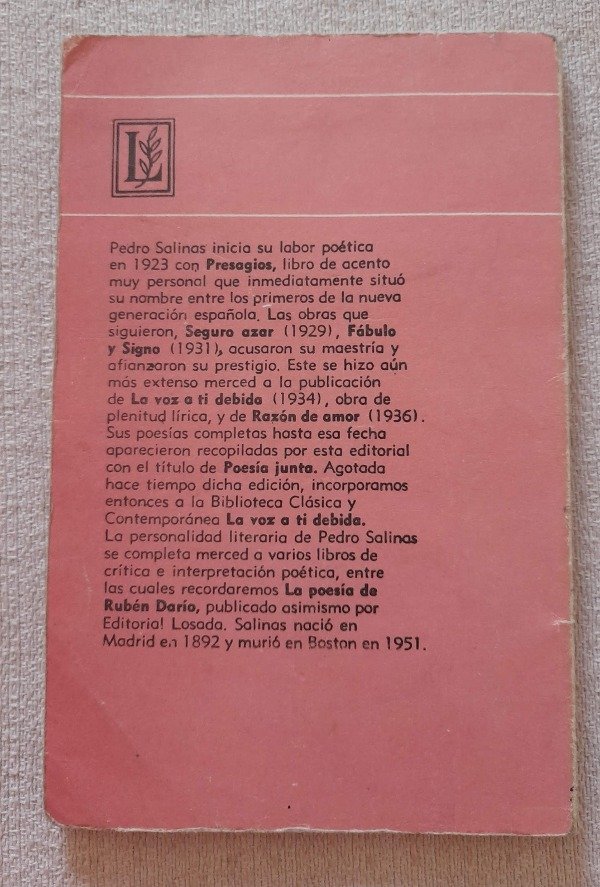 L
Pedro Salinas inicia su labor poética
en 1923 con Presagios, libro de acento
muy personal que inmediatamente situó
su nombre entre los primeros de la nueva
generación española. Las obras que
siguieron, Seguro azar (1929), Fábula
y Signo (1931), acusaron su maestría y
afianzaron su prestigio. Este se hizo aún
más extenso merced a la publicación
de La voz a ti debida (1934), obra de
plenitud lírica, y de Razón de amor (1936).
Sus poesías completas hasta esa fecha
aparecieron recopiladas por esta editorial
con el título de Poesía junta. Agotada
hace tiempo dicha edición, incorporamos
entonces a la Biblioteca Clásica y
Contemporánea La voz a ti debida.
La personalidad literaria de Pedro Salinas
se completa merced a varios libros de
crítica e interpretación poética, entre
las cuales recordaremos La poesía de
Rubén Darío, publicado asimismo por
Editorial Losada. Salinas nació en
Madrid en 1892 y murió en Boston en 1951.